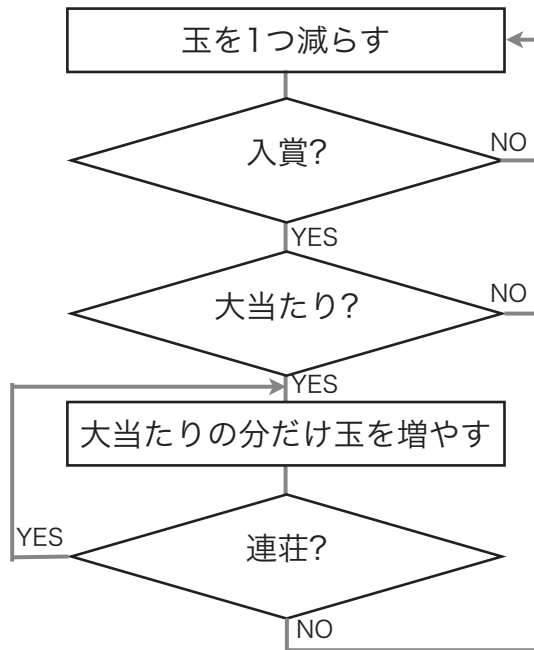 玉を1つ減らす
入賞?
NO
YES
大当たり?
NO
YES
大当たりの分だけ玉を増やす
YES
連荘?
NO